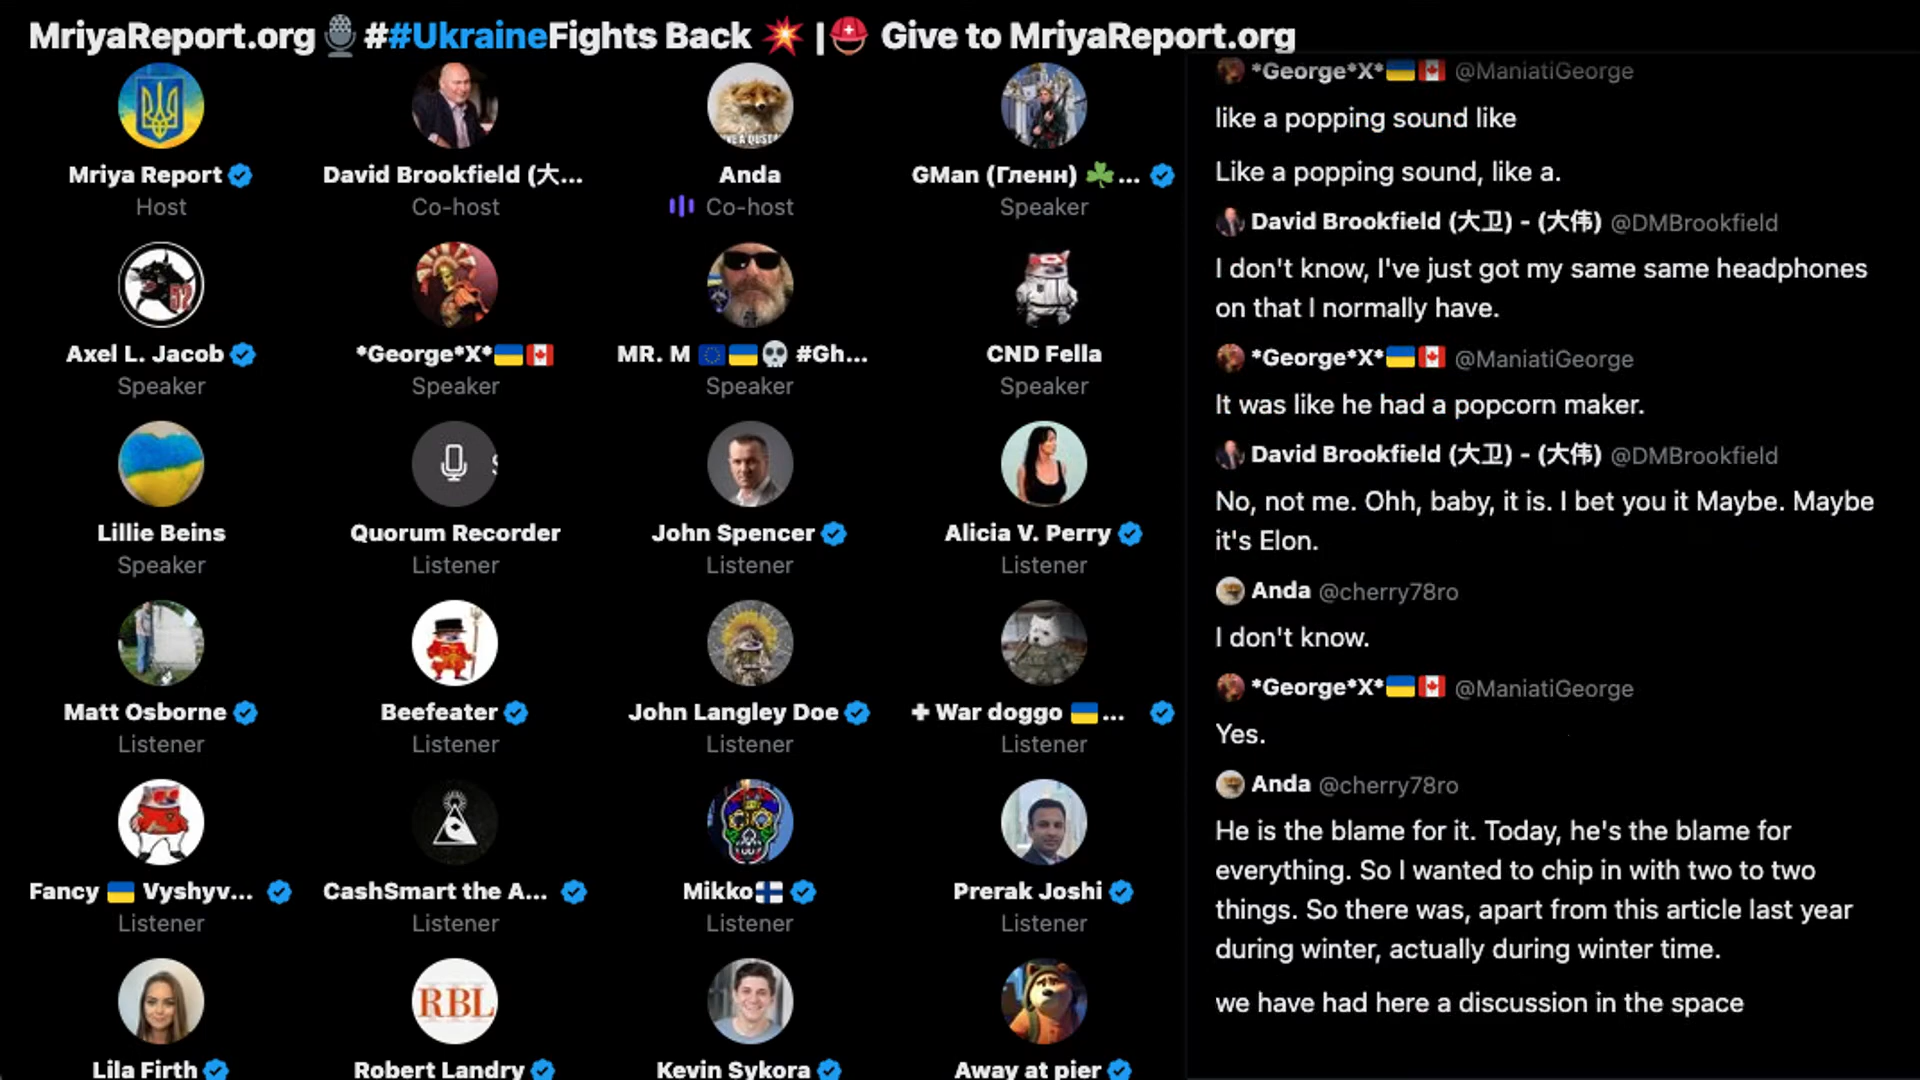 MriyaReport.org🎙️##UkraineFights Back 💥 |⛑️ Give to MriyaReport.org
Mriya Report
Host
David Brookfield (大...
Co-host
Anda
Co-host
GMan (Гленн) ☘️...
Speaker
Axel L. Jacob
Speaker
*George*X*🇺🇦🇨🇦
Speaker
MR. M 🇪🇺🇺🇦💀 #Gh...
Speaker
CND Fella
Speaker
Lillie Beins
Speaker
Quorum Recorder
Listener
John Spencer
Listener
Alicia V. Perry
Listener
Matt Osborne
Listener
Beefeater
Listener
John Langley Doe
Listener
✚ War doggo 🇺🇦...
Listener
Fancy 🇺🇦 Vyshyv...
Listener
CashSmart the A...
Listener
Mikko🇫🇮
Listener
Prerak Joshi
Listener
Lila Firth
RBL
Robert Landry
Kevin Sykora
Away at pier
*George*X*🇺🇦🇨🇦 @ManiatiGeorge
like a popping sound like
Like a popping sound, like a.
David Brookfield (大卫) - (大伟) @DMBrookfield
I don't know, I've just got my same same headphones
on that I normally have.
*George*X*🇺🇦🇨🇦 @ManiatiGeorge
It was like he had a popcorn maker.
David Brookfield (大卫) - (大伟) @DMBrookfield
No, not me. Ohh, baby, it is. I bet you it Maybe. Maybe
it's Elon.
Anda @cherry78ro
I don't know.
*George*X*🇺🇦🇨🇦 @ManiatiGeorge
Yes.
Anda @cherry78ro
He is the blame for it. Today, he's the blame for
everything. So I wanted to chip in with two to two
things. So there was, apart from this article last year
during winter, actually during winter time.
we have had here a discussion in the space